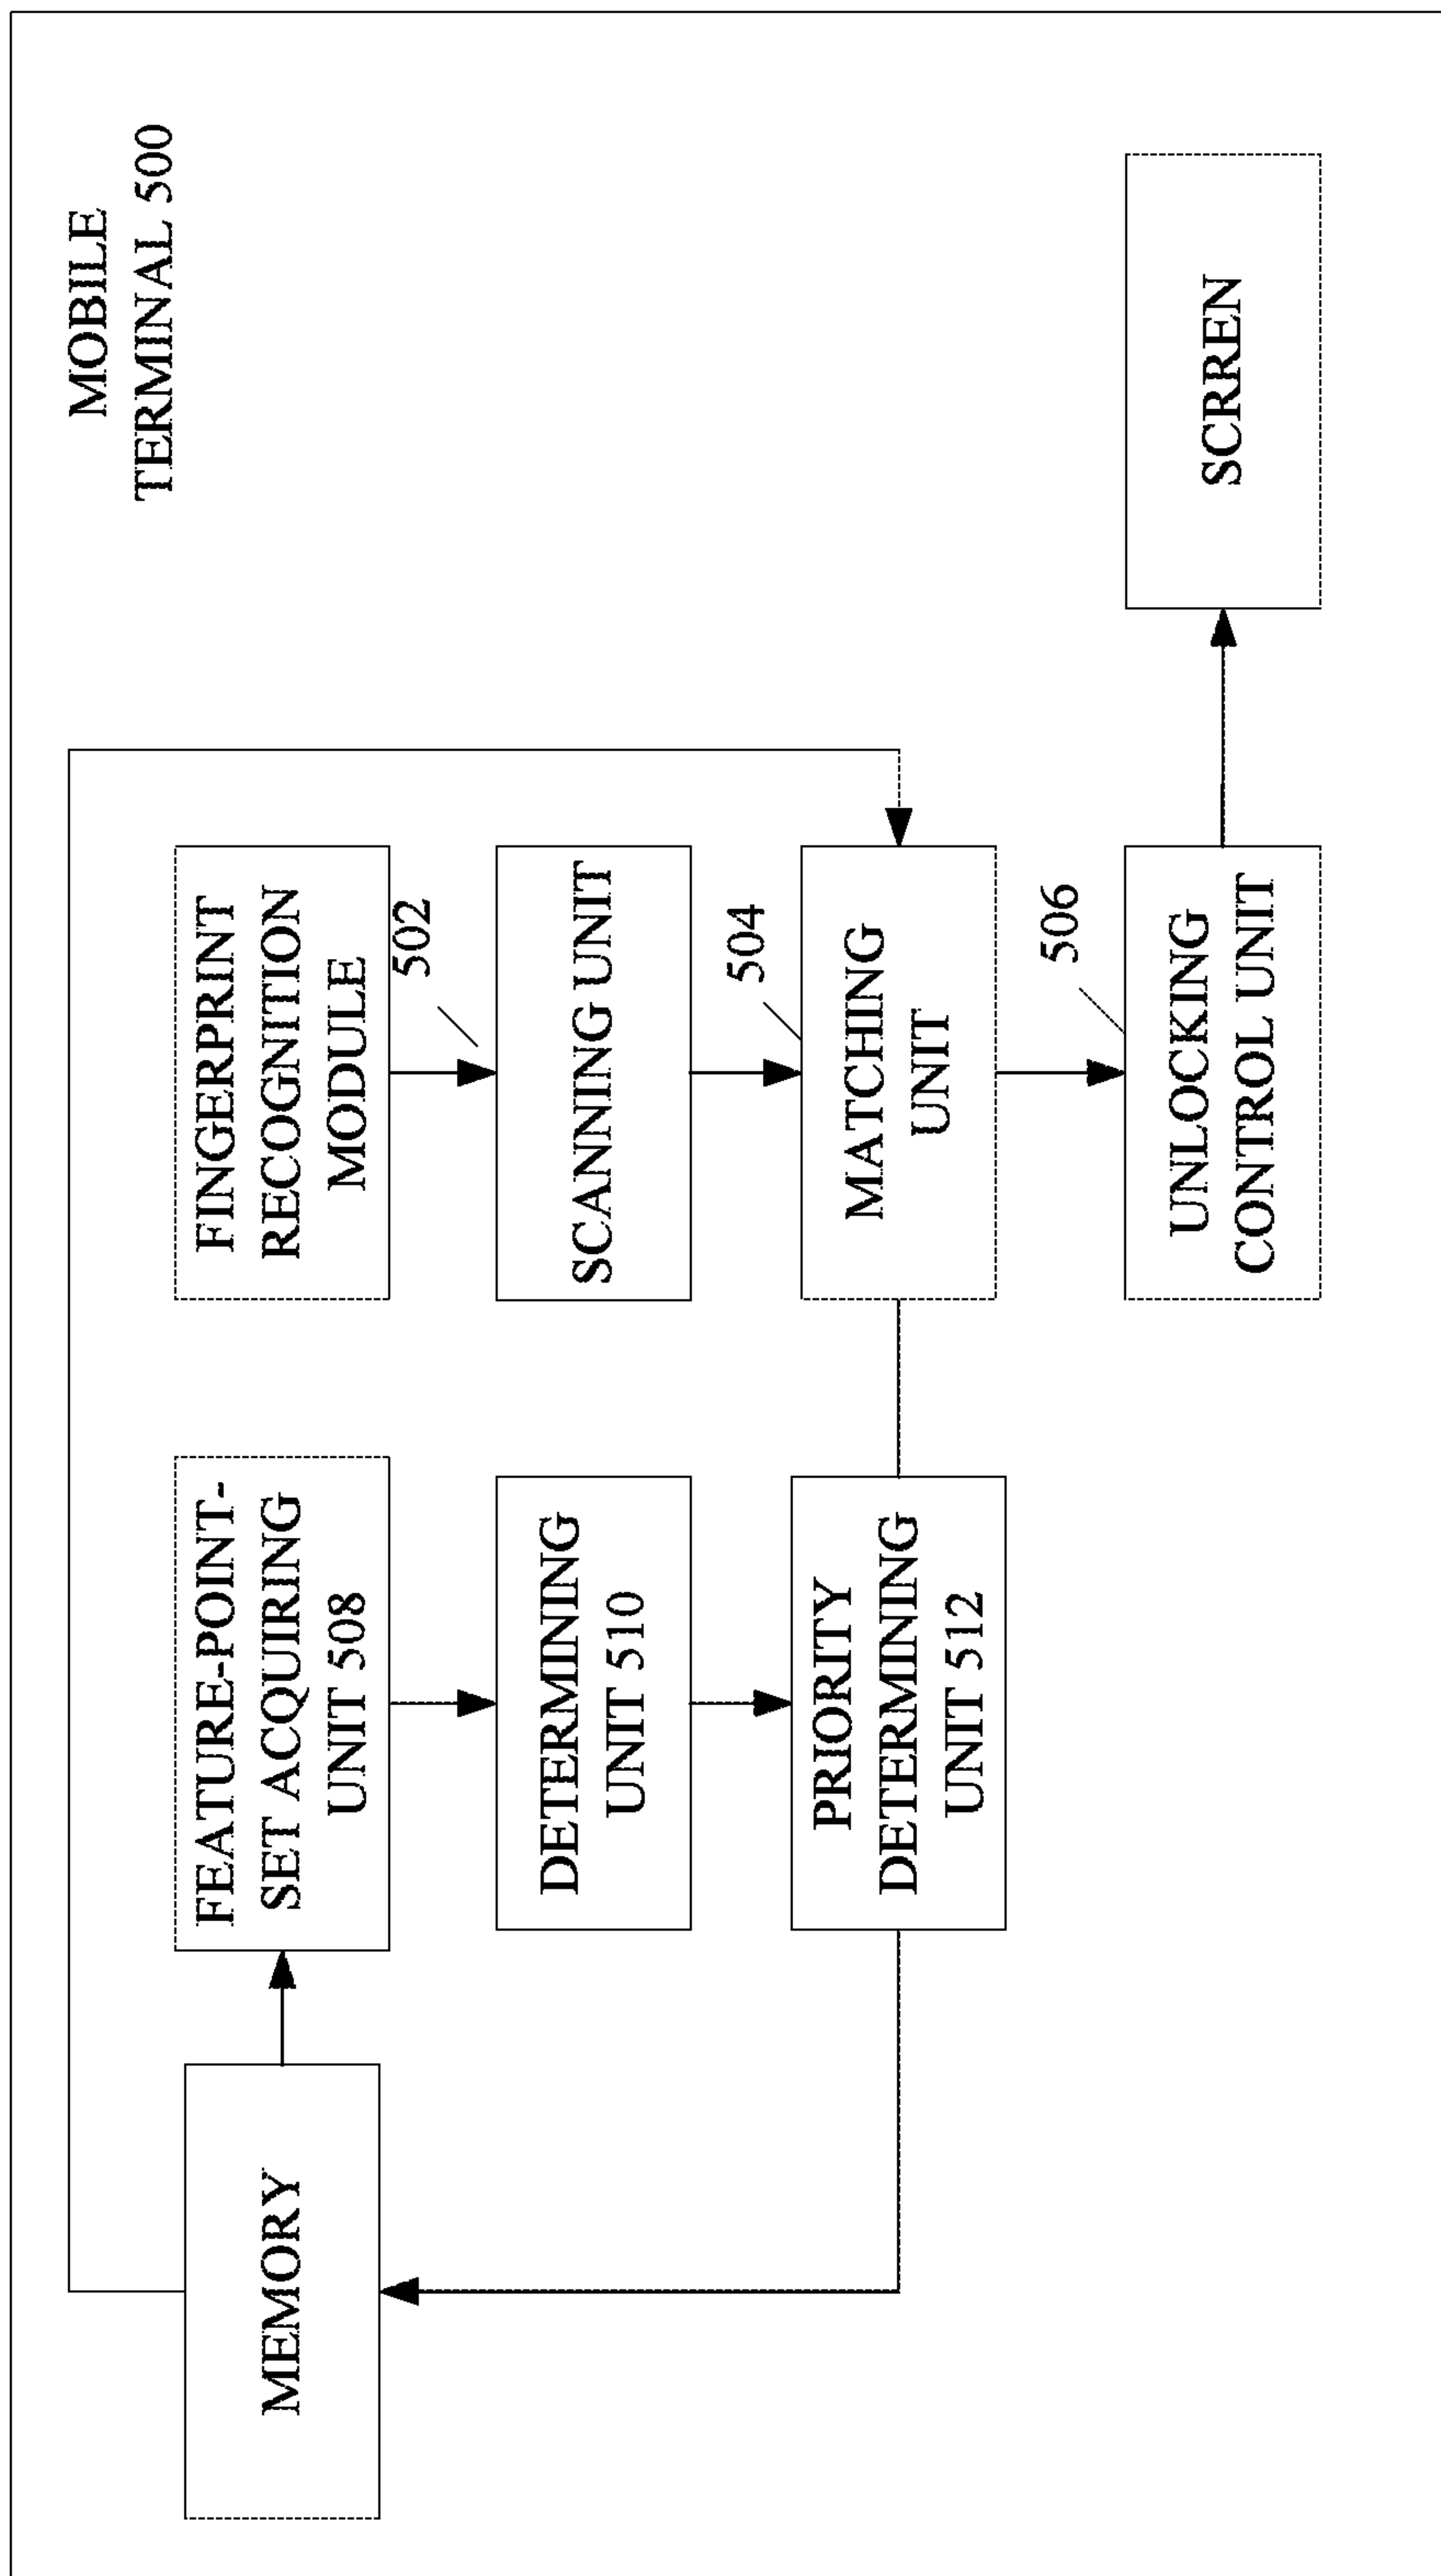 MOBILE
TERMINAL 500
MEMORY
FEATURE-POINT-
SET ACQUIRING
UNIT 508
FINGERPRINT
RECOGNITION
MODULE
502
DETERMINING
UNIT 510
SCANNING UNIT
504
PRIORITY
DETERMINING
UNIT 512
MATCHING
UNIT
506
UNLOCKING
CONTROL UNIT
SCRREN